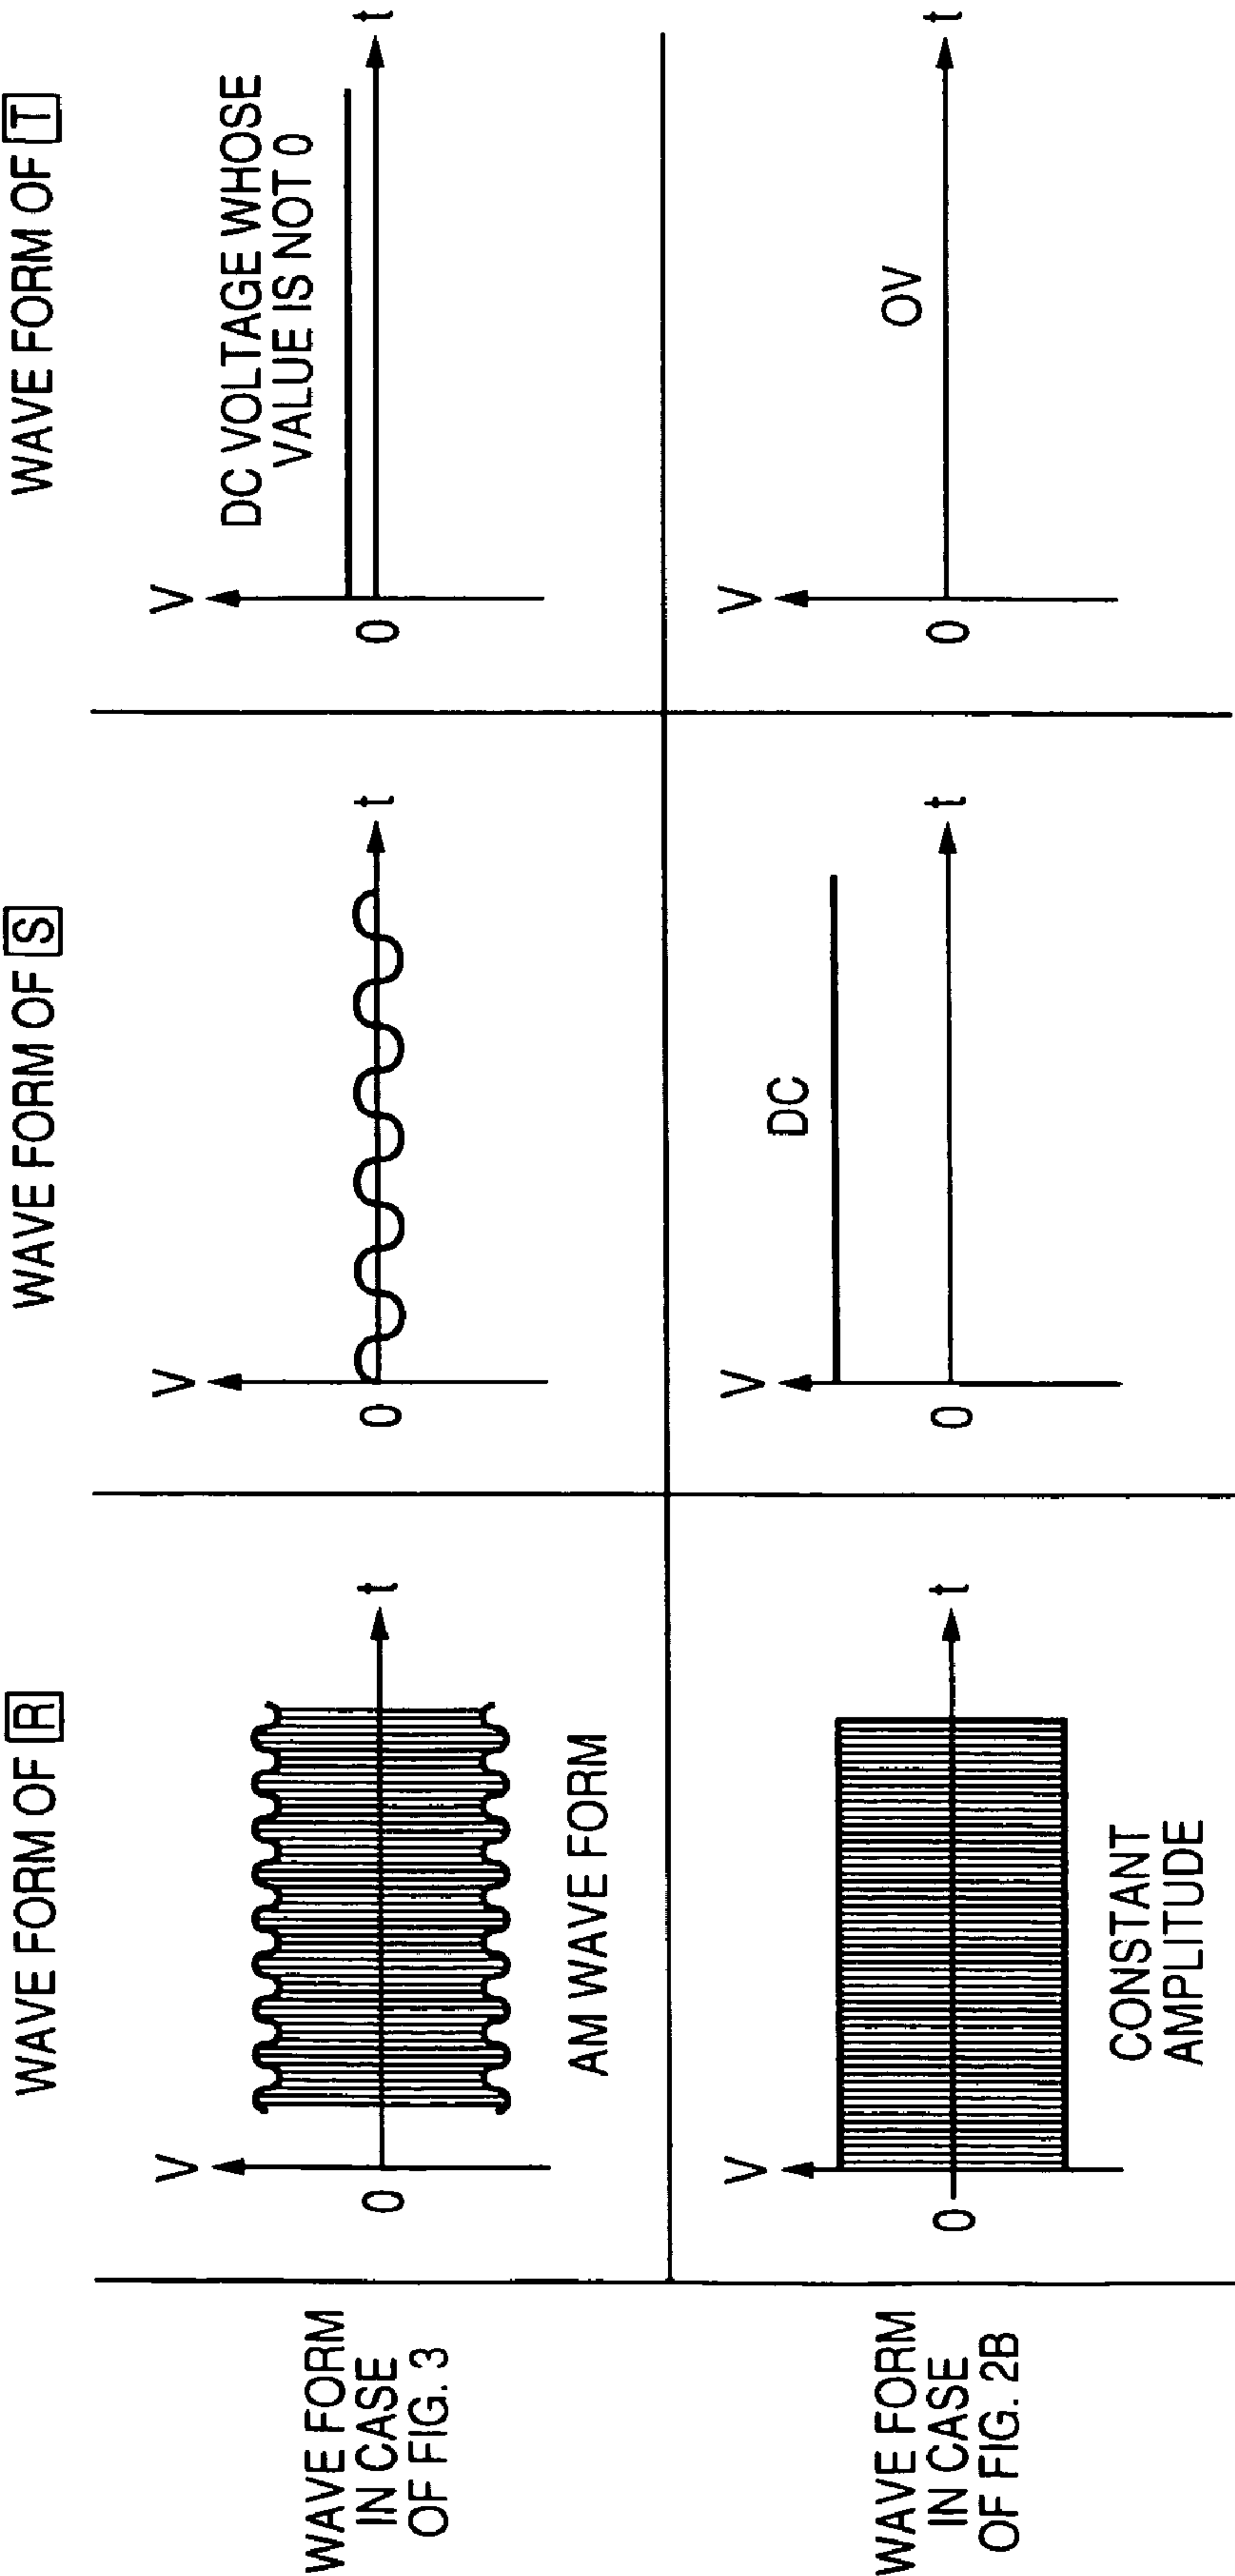 WAVE FORM OF R
WAVE FORM OF S
WAVE FORM OF T
WAVE FORM
IN CASE
OF FIG. 3
V
0
t
AM WAVE FORM
V
0
t
V
0
t
DC VOLTAGE WHOSE
VALUE IS NOT 0
WAVE FORM
IN CASE
OF FIG. 2B
V
0
t
CONSTANT
AMPLITUDE
V
0
t
DC
V
0
t
OV